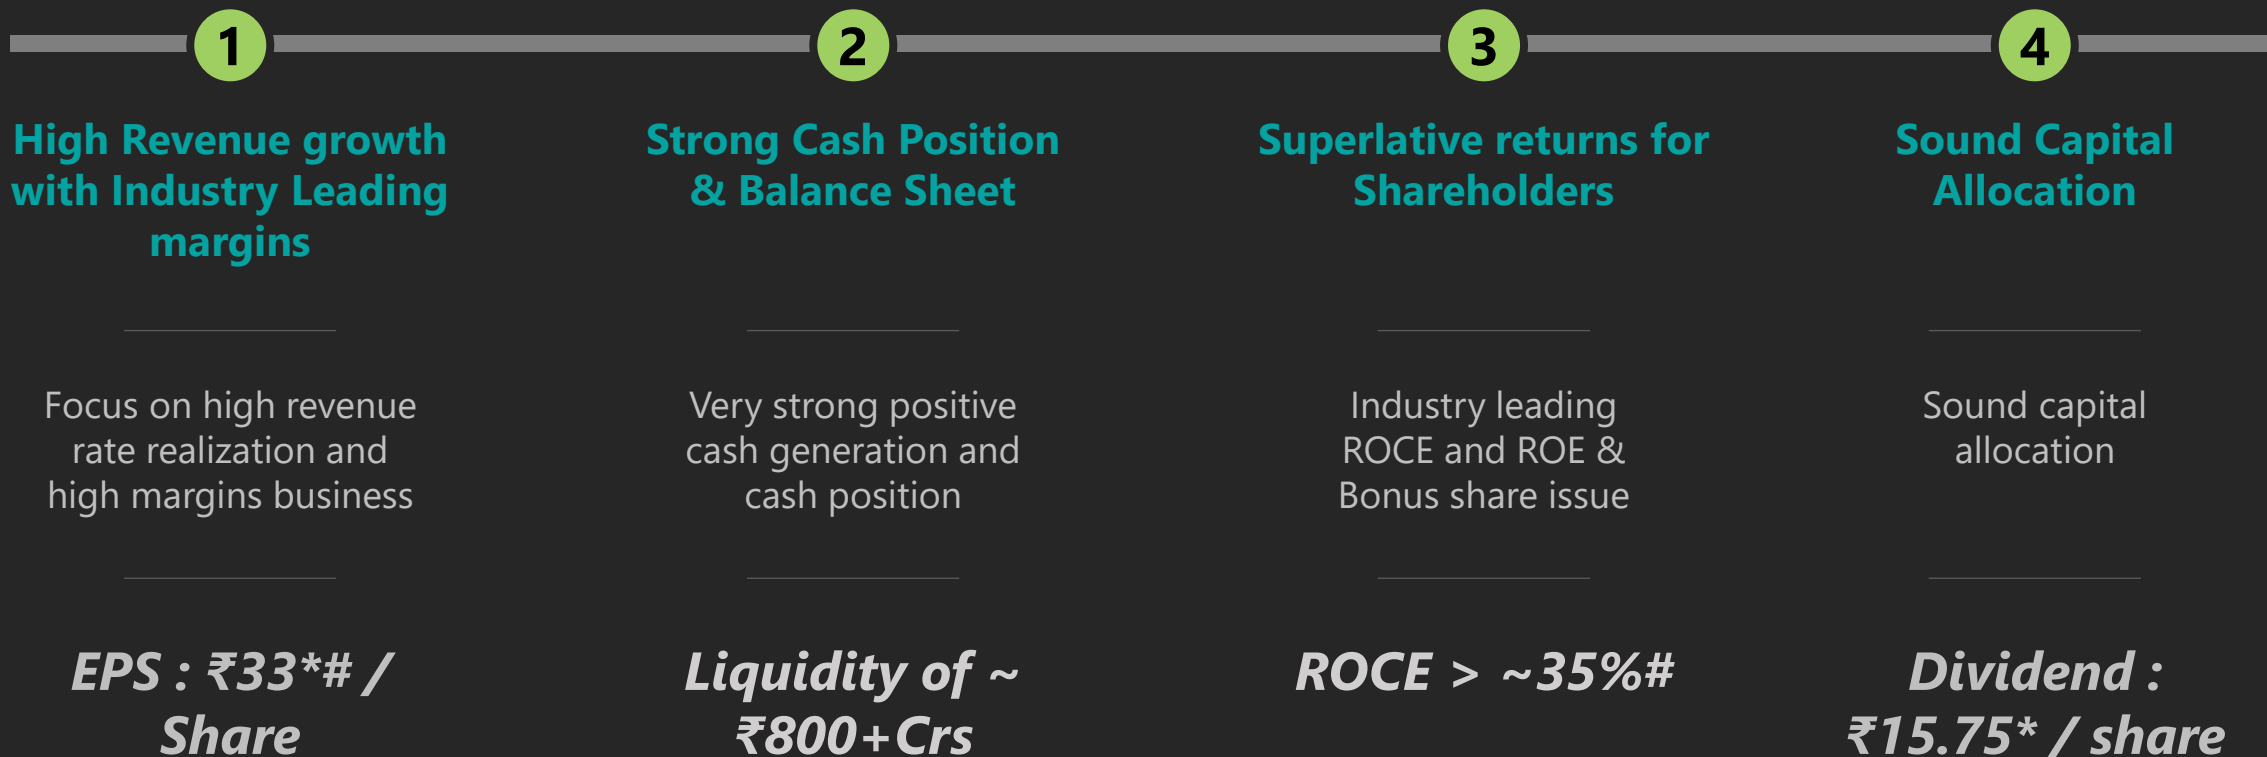 1
High Revenue growth
with Industry Leading
margins
Focus on high revenue
rate realization and
high margins business
EPS : ₹33*# /
Share
2
Strong Cash Position
& Balance Sheet
Very strong positive
cash generation and
cash position
Liquidity of ~
₹800+Crs
3
Superlative returns for
Shareholders
Industry leading
ROCE and ROE &
Bonus share issue
ROCE > ~35%#
4
Sound Capital
Allocation
Sound capital
allocation
Dividend :
₹15.75* / share